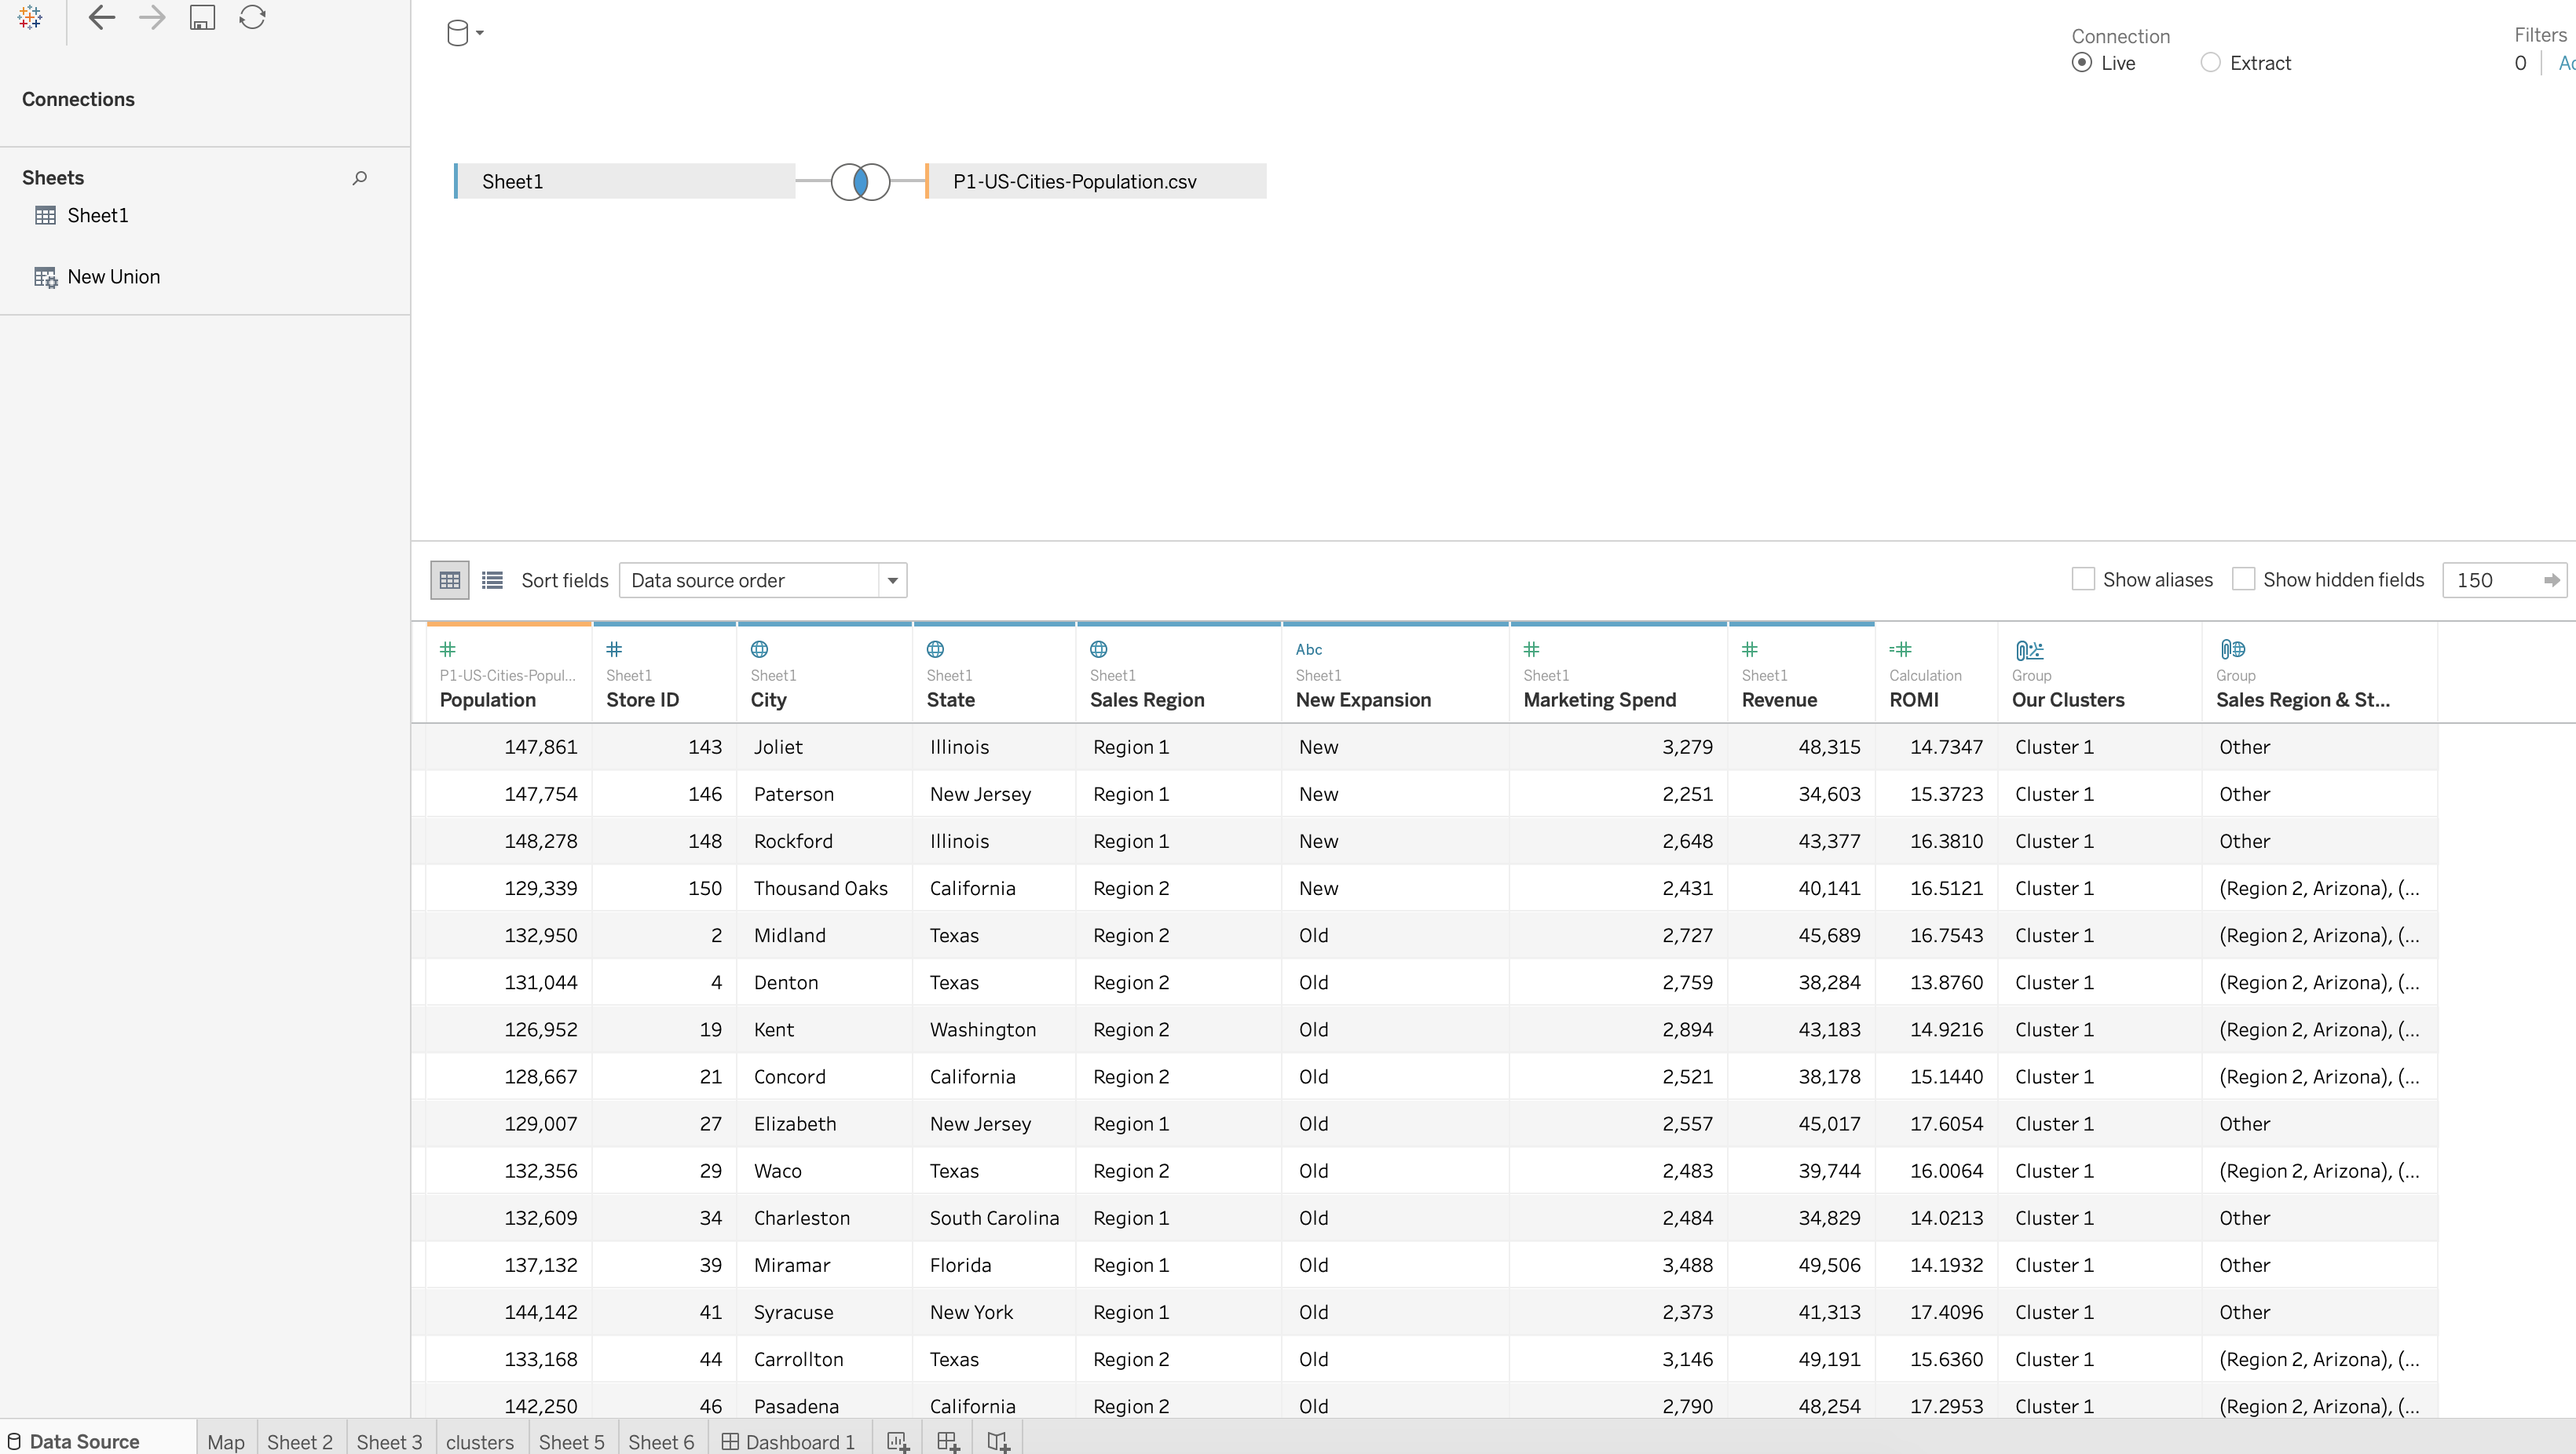 Connection
Filters
Live Extract 0 Ad
Connections
Sheets
Sheet1
New Union
Sheet1 P1-US-Cities-Population.csv
Sort fields Data source order Show aliases Show hidden fields 150
# # Abc # # =#
P1-US-Cities-Popul... Sheet1 Sheet1 Sheet1 Sheet1 Sheet1 Sheet1 Sheet1 Calculation Group Group
Population Store ID City State Sales Region New Expansion Marketing Spend Revenue ROMI Our Clusters Sales Region & St...
147,861 143 Joliet Illinois Region 1 New 3,279 48,315 14.7347 Cluster 1 Other
147,754 146 Paterson New Jersey Region 1 New 2,251 34,603 15.3723 Cluster 1 Other
148,278 148 Rockford Illinois Region 1 New 2,648 43,377 16.3810 Cluster 1 Other
129,339 150 Thousand Oaks California Region 2 New 2,431 40,141 16.5121 Cluster 1 (Region 2, Arizona), (...
132,950 2 Midland Texas Region 2 Old 2,727 45,689 16.7543 Cluster 1 (Region 2, Arizona), (...
131,044 4 Denton Texas Region 2 Old 2,759 38,284 13.8760 Cluster 1 (Region 2, Arizona), (...
126,952 19 Kent Washington Region 2 Old 2,894 43,183 14.9216 Cluster 1 (Region 2, Arizona), (...
128,667 21 Concord California Region 2 Old 2,521 38,178 15.1440 Cluster 1 (Region 2, Arizona), (...
129,007 27 Elizabeth New Jersey Region 1 Old 2,557 45,017 17.6054 Cluster 1 Other
132,356 29 Waco Texas Region 2 Old 2,483 39,744 16.0064 Cluster 1 (Region 2, Arizona), (...
132,609 34 Charleston South Carolina Region 1 Old 2,484 34,829 14.0213 Cluster 1 Other
137,132 39 Miramar Florida Region 1 Old 3,488 49,506 14.1932 Cluster 1 Other
144,142 41 Syracuse New York Region 1 Old 2,373 41,313 17.4096 Cluster 1 Other
133,168 44 Carrollton Texas Region 2 Old 3,146 49,191 15.6360 Cluster 1 (Region 2, Arizona), (...
142,250 46 Pasadena California Region 2 Old 2,790 48,254 17.2953 Cluster 1 (Region 2, Arizona), (...
Data Source Map Sheet 2 Sheet 3 clusters Sheet 5 Sheet 6 Dashboard 1